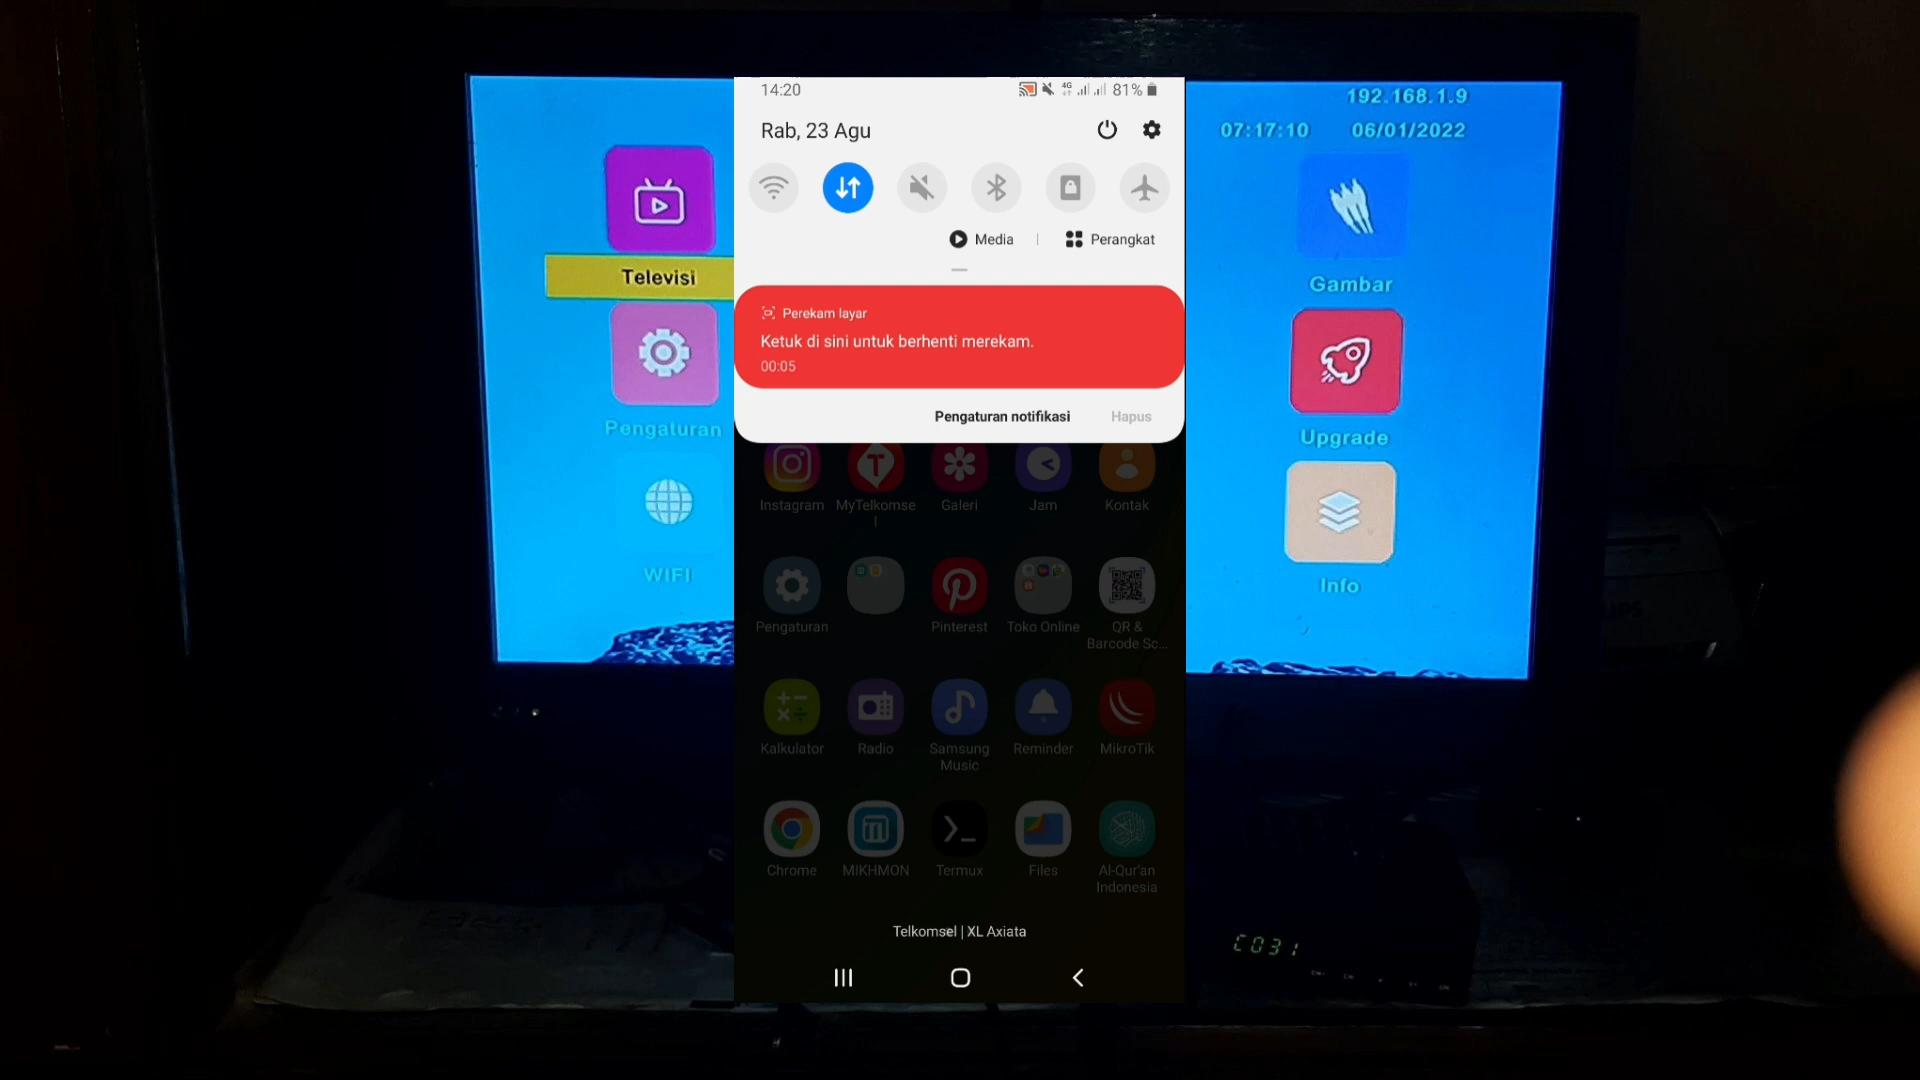 14:20
4G
81%
Rab, 23 Agu
Media
Perangkat
Perekam layar
Ketuk di sini untuk berhenti merekam.
00:05
Pengaturan notifikasi
Hapus
Instagram
MyTelkomse
l
Galeri
Jam
Kontak
Pengaturan
Pinterest
Toko Online
QR &
Barcode Sc...
Kalkulator
Radio
Samsung
Music
Reminder
MikroTik
Chrome
MIKHMON
Termux
Files
Al-Qur'an
Indonesia
Telkomsel | XL Axiata
Televisi
Pengaturan
WIFI
192.168.1.9
07:17:10
06/01/2022
Gambar
Upgrade
Info
C031